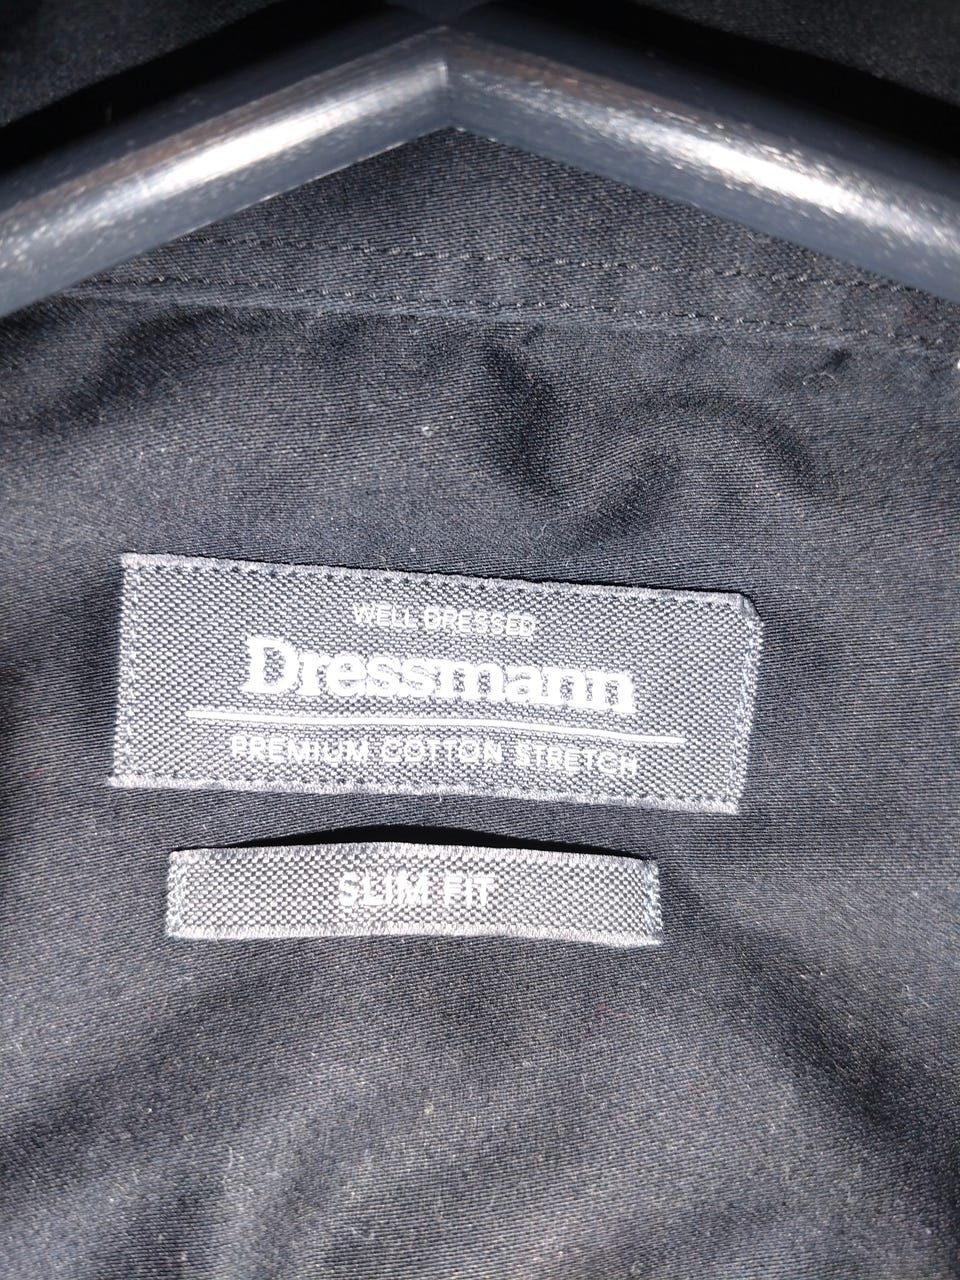 WELL DRESSED
Dressmann
PREMIUM COTTON STRETCH
SLIM FIT